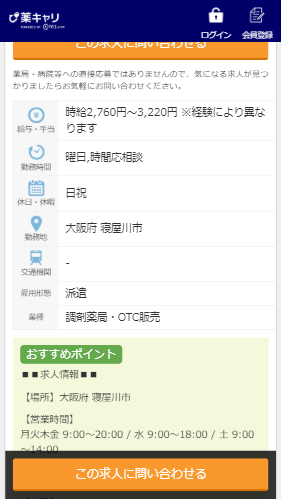 薬キャリ
POWERED BY m3.com
ログイン
会員登録
この求人に問い合わせる
薬局・病院等への直接応募ではありませんので、気になる求人が見つ
かりましたらお気軽にお問い合わせください。
給与・手当
時給2,760円～3,220円 ※経験により異な
ります
勤務時間
曜日,時間応相談
休日・休暇
日祝
勤務地
大阪府 寝屋川市
交通機関
-
雇用形態
派遣
業種
調剤薬局・OTC販売
おすすめポイント
■■求人情報■■
【場所】大阪府 寝屋川市
【営業時間】
月火木金 9:00～20:00 / 水 9:00～18:00 / 土 9:00
～14:00
この求人に問い合わせる